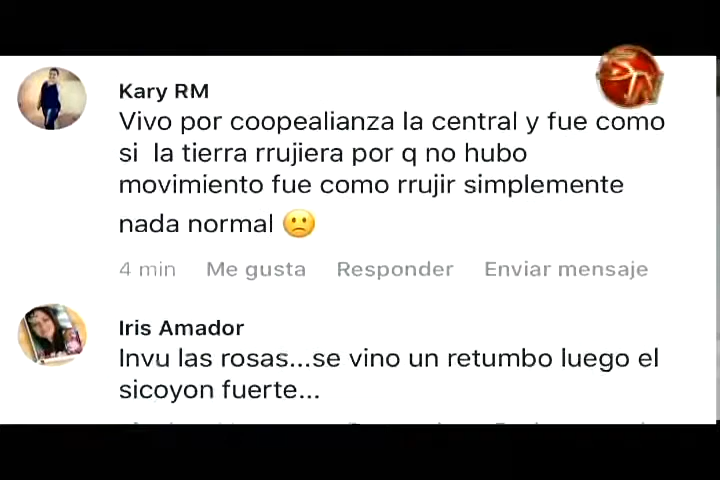 Kary RM
Vivo por coopealianza la central y fue como
si la tierra rrujiera por q no hubo
movimiento fue como rrujir simplemente
nada normal 🙁
4 min Me gusta Responder Enviar mensaje
Iris Amador
Invu las rosas...se vino un retumbo luego el
sicoyon fuerte...